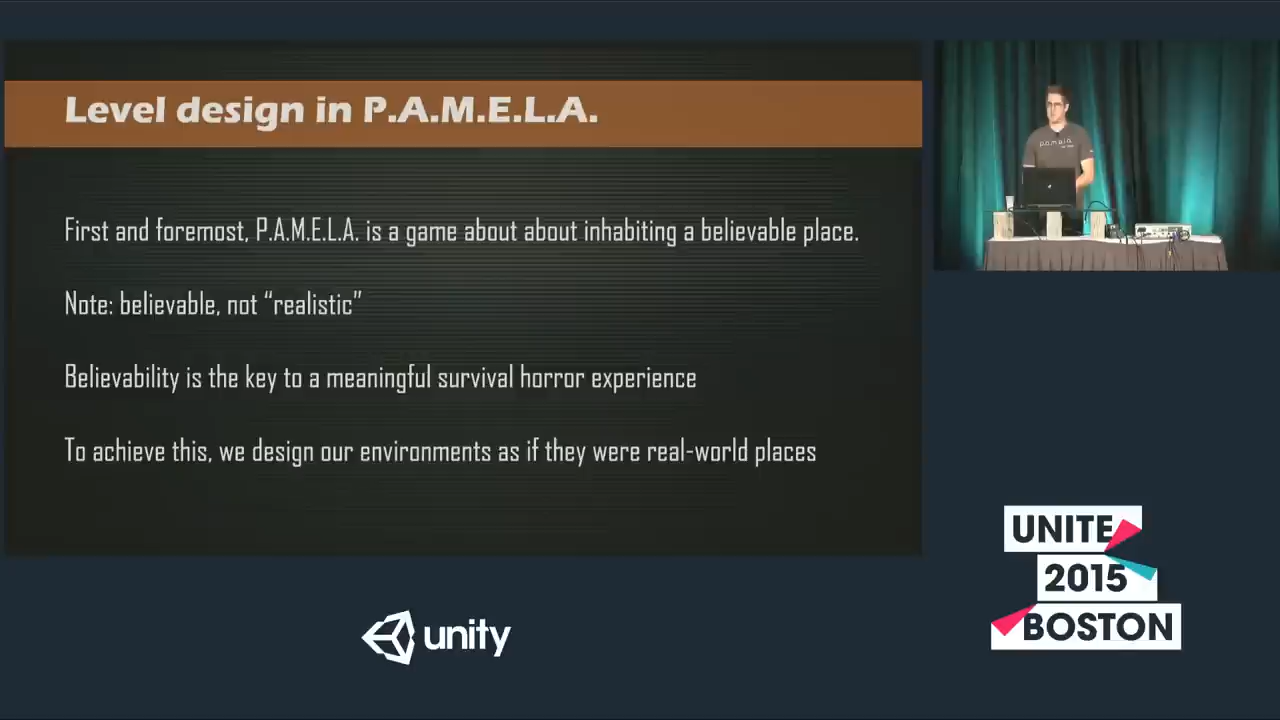 Level design in P.A.M.E.L.A.
First and foremost, P.A.M.E.L.A. is a game about about inhabiting a believable place.
Note: believable, not “realistic”
Believability is the key to a meaningful survival horror experience
To achieve this, we design our environments as if they were real-world places
pamela
UNITE
2015
BOSTON
unity